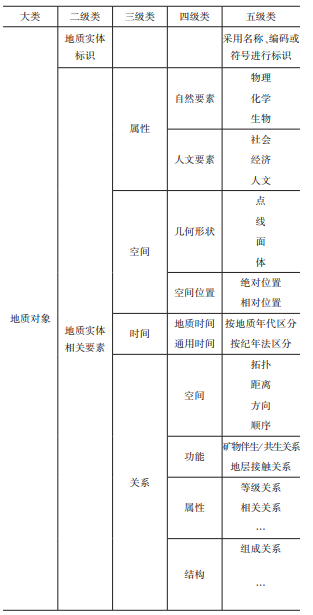 大类 二级类 三级类 四级类 五级类
地质实体
标识
采用名称、编码或
符号进行标识
地质对象
地质实体
相关要素
属性
自然要素
物理
化学
生物
人文要素
社会
经济
人文
空间
几何形状
点
线
面
体
空间位置
绝对位置
相对位置
时间
地质时间 按地质年代区分
通用时间 按纪年法区分
关系
空间
拓扑
距离
方向
顺序
功能
矿物伴生/共生关系
地层接触关系
属性
等级关系
相关关系
…
结构
组成关系
…